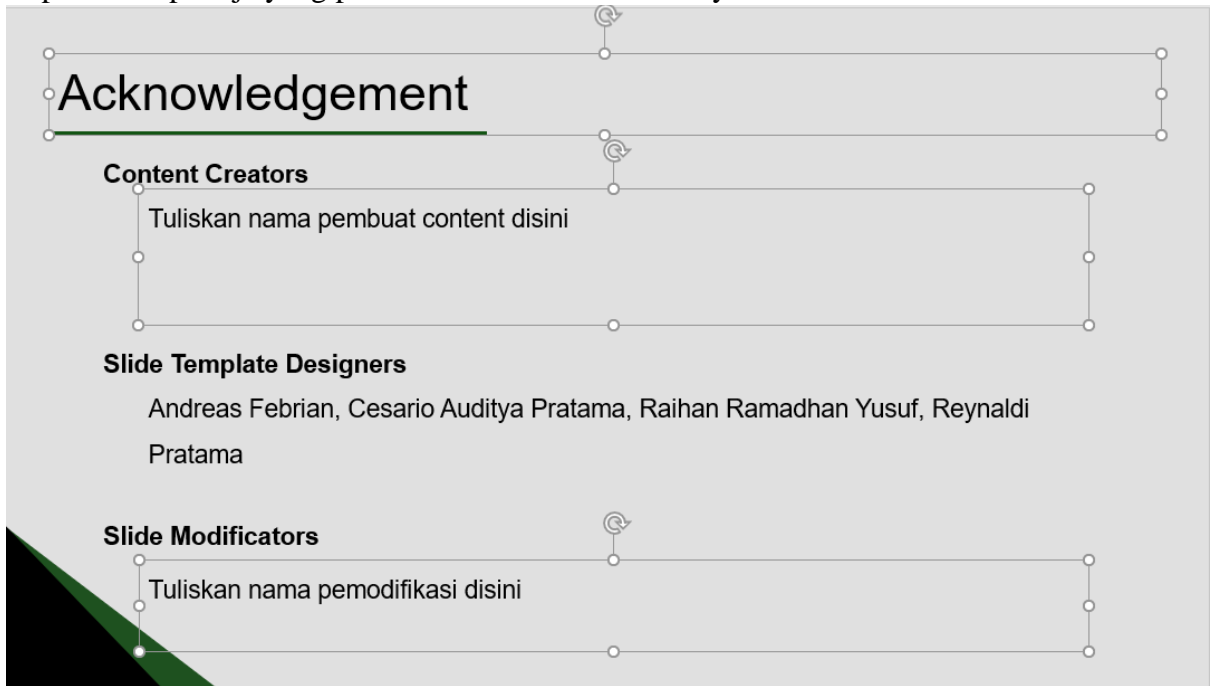 Acknowledgement
Content Creators
Tuliskan nama pembuat content disini
Slide Template Designers
Andreas Febrian, Cesario Auditya Pratama, Raihan Ramadhan Yusuf, Reynaldi
Pratama
Slide Modificators
Tuliskan nama pemodifikasi disini